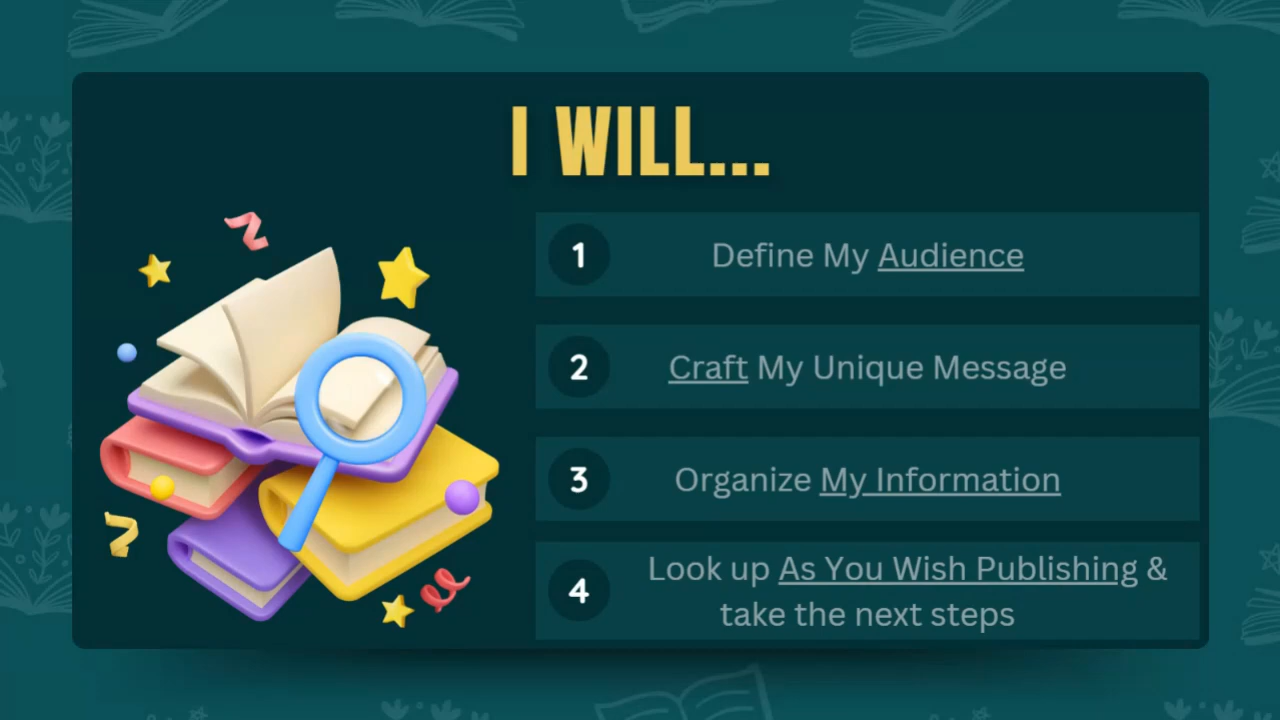 I WILL...
1 Define My Audience
2 Craft My Unique Message
3 Organize My Information
4 Look up As You Wish Publishing &
take the next steps